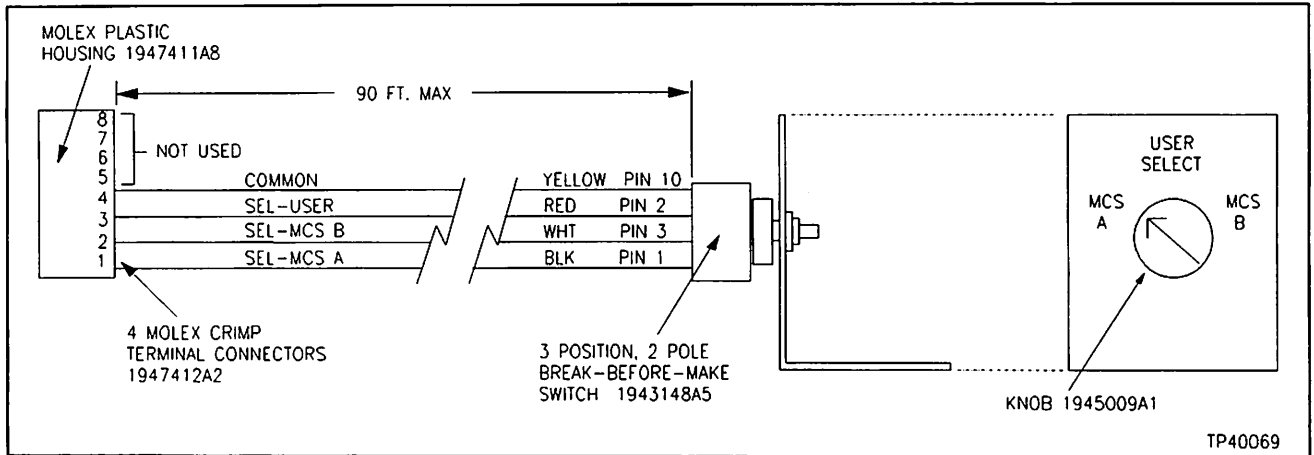 MOLEX PLASTIC
HOUSING 1947411A8
90 FT. MAX
8
7
6
5
4
3
2
1
NOT USED
COMMON
SEL-USER
SEL-MCS B
SEL-MCS A
YELLOW PIN 10
RED PIN 2
WHT PIN 3
BLK PIN 1
4 MOLEX CRIMP
TERMINAL CONNECTORS
1947412A2
3 POSITION, 2 POLE
BREAK-BEFORE-MAKE
SWITCH 1943148A5
USER
SELECT
MCS
A
MCS
B
KNOB 1945009A1
TP40069